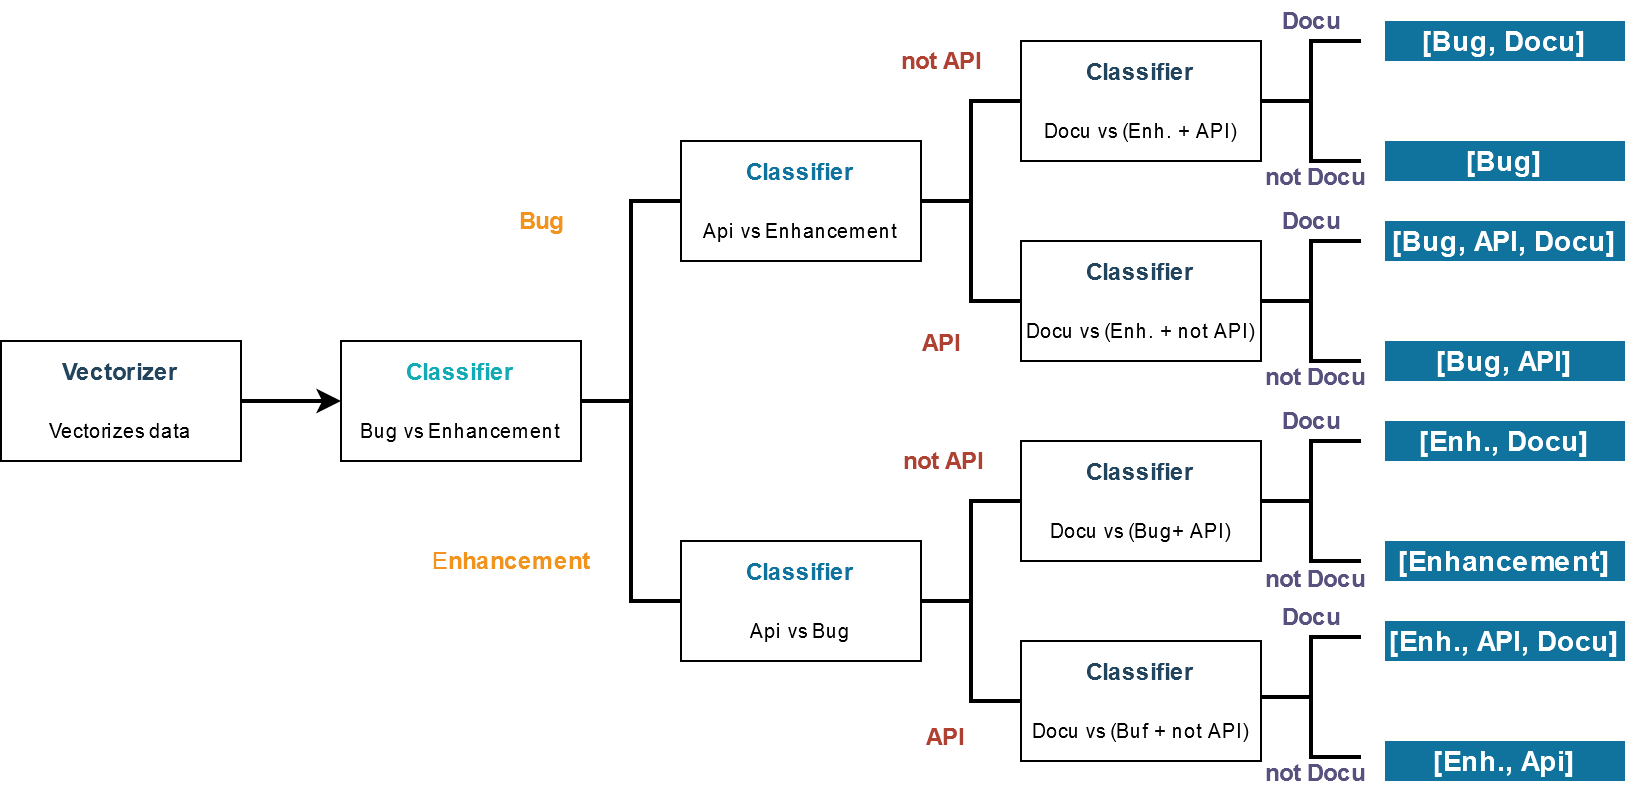 Vectorizer
Vectorizes data
Classifier
Bug vs Enhancement
Bug
Enhancement
Classifier
Api vs Enhancement
Classifier
Api vs Bug
not API
API
not API
API
Classifier
Docu vs (Enh. + API)
Classifier
Docu vs (Enh. + not API)
Classifier
Docu vs (Bug+ API)
Classifier
Docu vs (Buf + not API)
Docu
not Docu
Docu
not Docu
Docu
not Docu
Docu
not Docu
[Bug, Docu]
[Bug]
[Bug, API, Docu]
[Bug, API]
[Enh., Docu]
[Enhancement]
[Enh., API, Docu]
[Enh., Api]